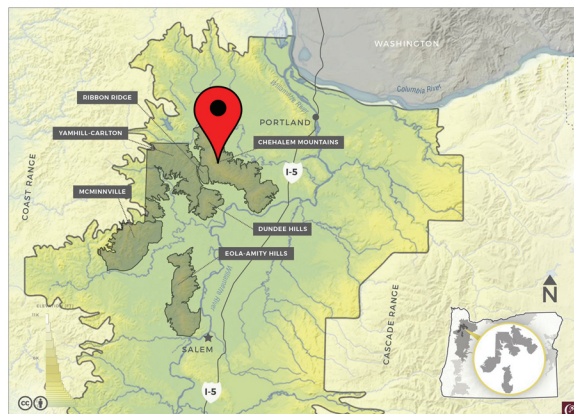 WASHINGTON
Columbia River
RIBBON RIDGE
PORTLAND
YAMHILL-CARLTON
CHEHALEM MOUNTAINS
I-5
COAST RANGE
MCMINNVILLE
DUNDEE HILLS
EOLA-AMITY HILLS
N
CASCADE RANGE
SALEM
I-5
cc